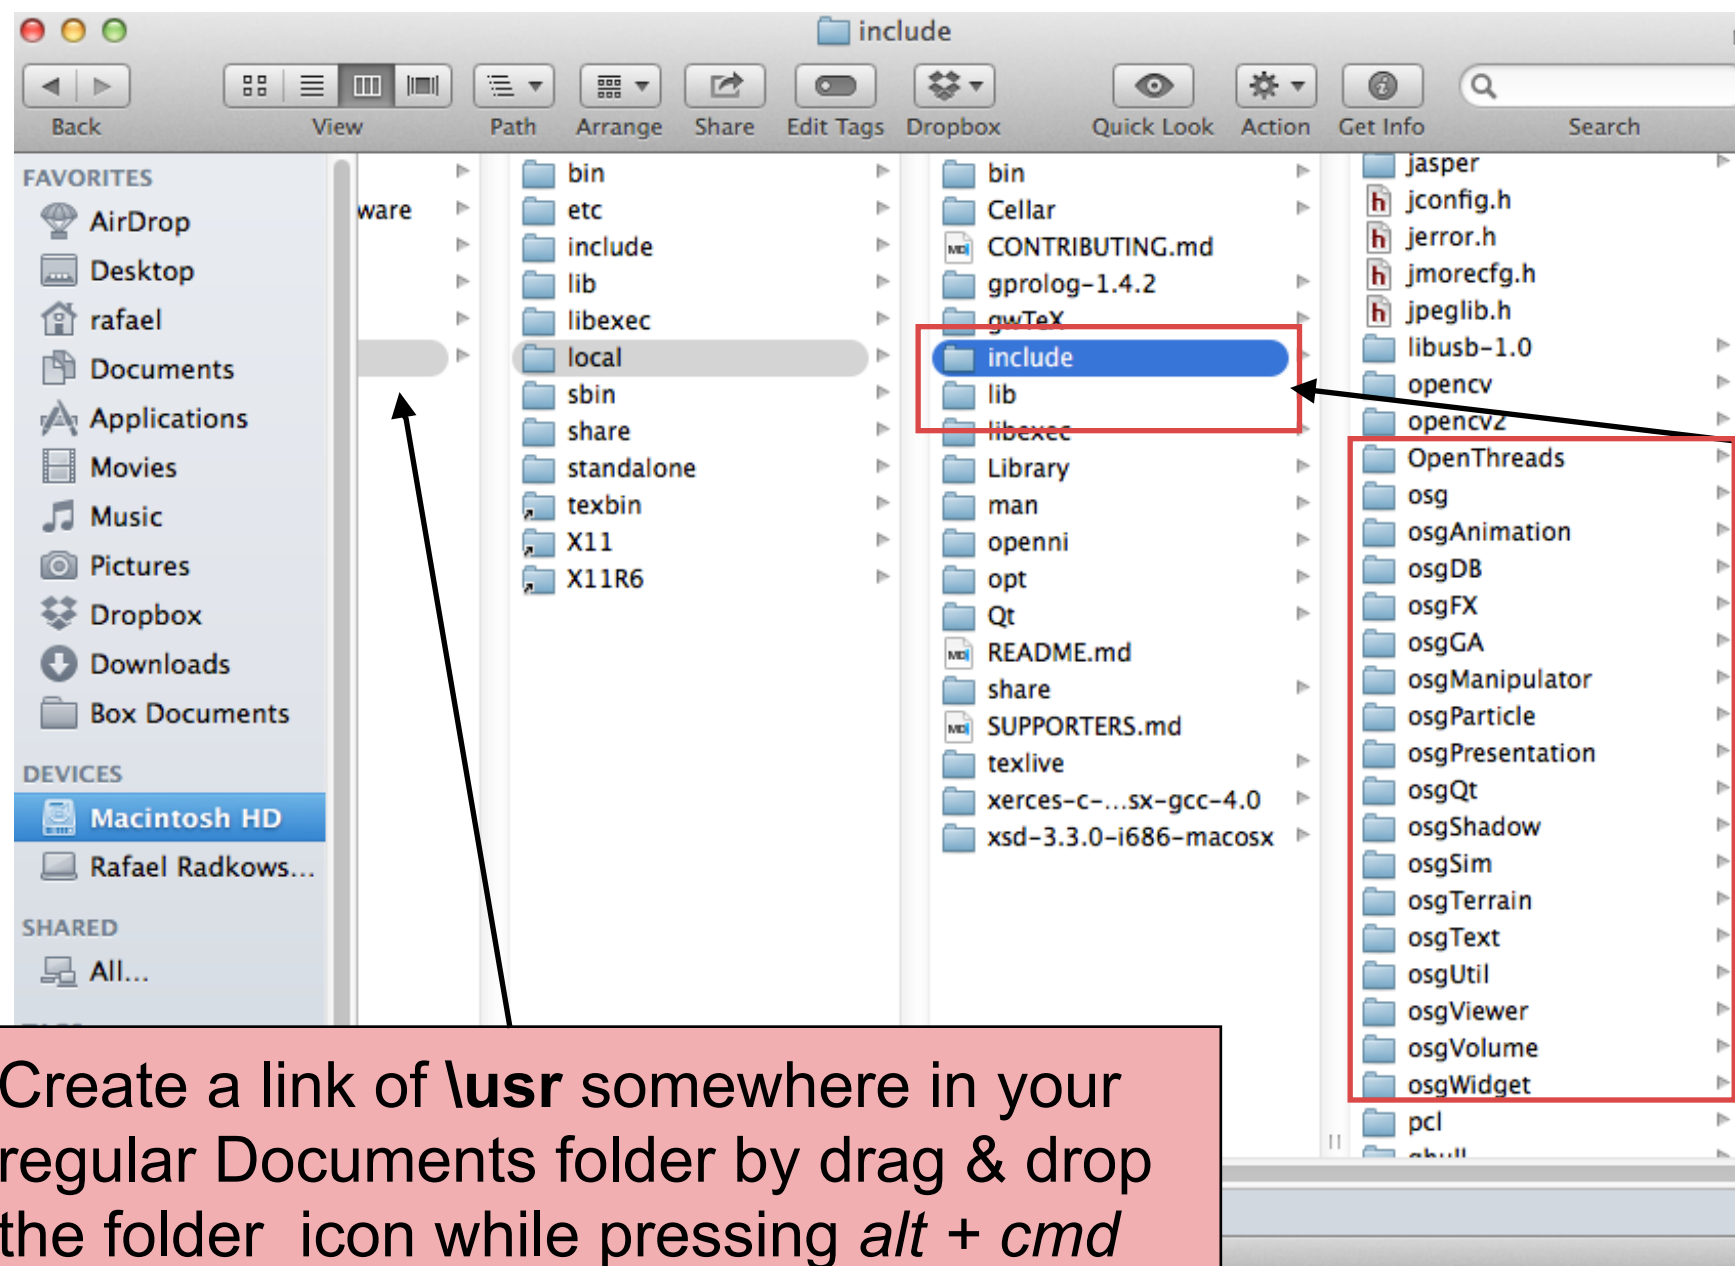 include
Back
View
Path
Arrange
Share
Edit Tags
Dropbox
Quick Look
Action
Get Info
Search
FAVORITES
AirDrop
Desktop
rafael
Documents
Applications
Movies
Music
Pictures
Dropbox
Downloads
Box Documents
DEVICES
Macintosh HD
Rafael Radkows...
SHARED
All...
ware
bin
etc
include
lib
libexec
local
sbin
share
standalone
texbin
X11
X11R6
bin
Cellar
CONTRIBUTING.md
gprolog-1.4.2
gwTeX
include
lib
libexec
Library
man
openni
opt
Qt
README.md
share
SUPPORTERS.md
texlive
xerces-c-...sx-gcc-4.0
xsd-3.3.0-i686-macosx
jasper
jconfig.h
jerror.h
jmorecfg.h
jpeglib.h
libusb-1.0
opencv
opencv2
OpenThreads
osg
osgAnimation
osgDB
osgFX
osgGA
osgManipulator
osgParticle
osgPresentation
osgQt
osgShadow
osgSim
osgTerrain
osgText
osgUtil
osgViewer
osgVolume
osgWidget
pcl
Create a link of \usr somewhere in your
regular Documents folder by drag & drop
the folder icon while pressing alt + cmd